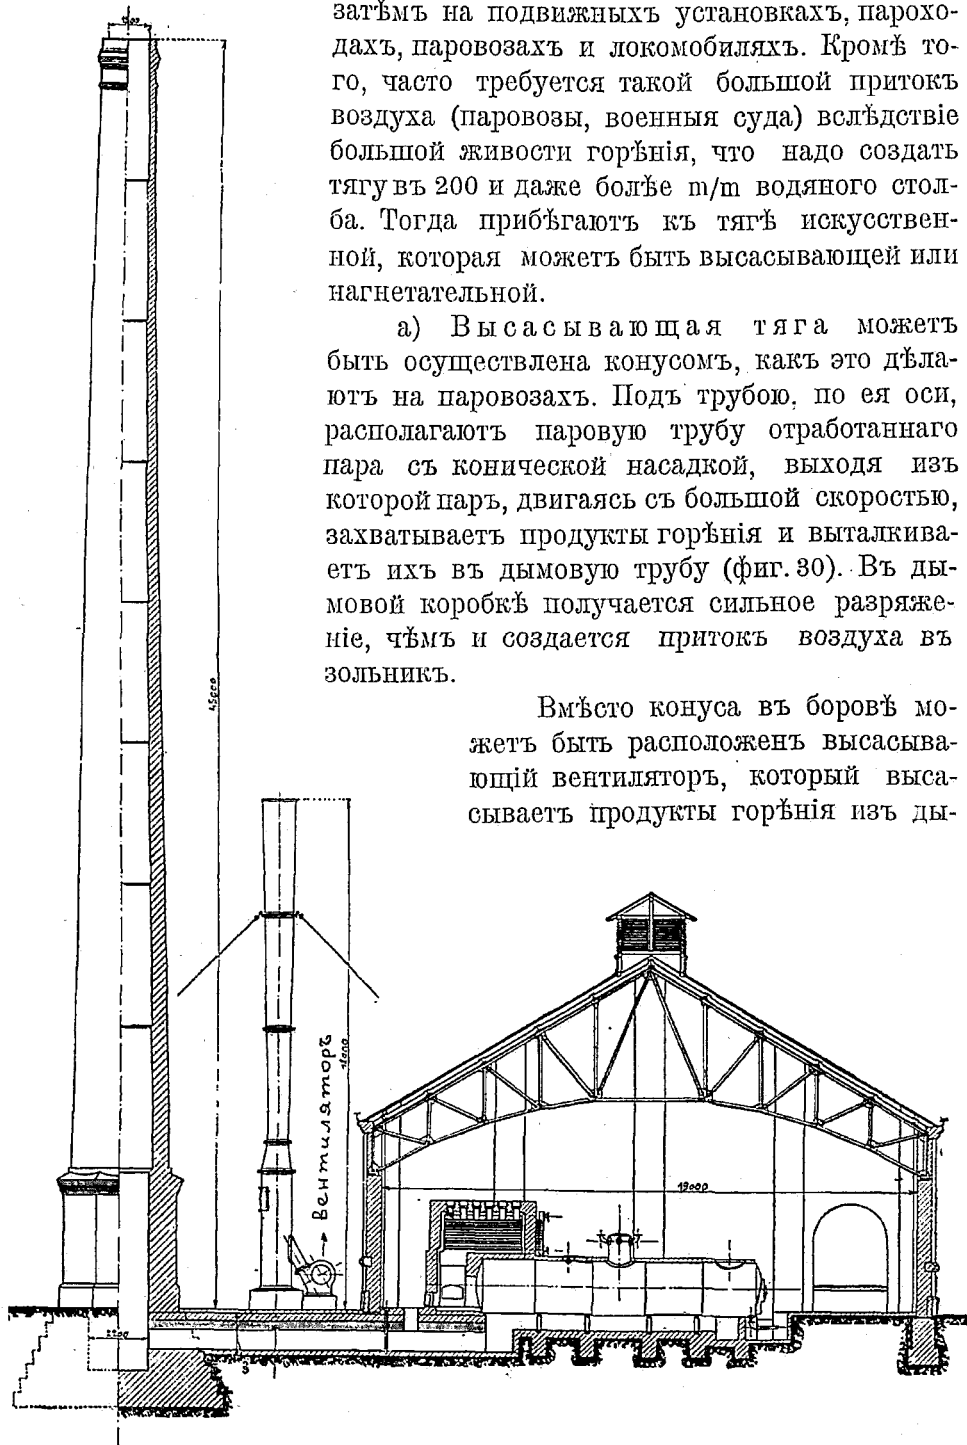 затѣмъ на подвижныхъ установкахъ, парохо-
дахъ, паровозахъ и локомобиляхъ. Кромѣ то-
го, часто требуется такой большой притокъ
воздуха (паровозы, военныя суда) вслѣдствіе
большой живости горѣнія, что надо создать
тягу въ 200 и даже болѣе m/m водяного стол-
ба. Тогда прибѣгаютъ къ тягѣ искусствен-
ной, которая можетъ быть высасывающей или
нагнетательной.
а) Высасывающая тяга можетъ
быть осуществлена конусомъ, какъ это дѣла-
ютъ на паровозахъ. Подъ трубою, по ея оси,
располагаютъ паровую трубу отработаннаго
пара съ конической насадкой, выходя изъ
которой паръ, двигаясь съ большой скоростью,
захватываетъ продукты горѣнія и выталкива-
етъ ихъ въ дымовую трубу (фиг. 30). Въ ды-
мовой коробкѣ получается сильное разряже-
ніе, чѣмъ и создается притокъ воздуха въ
зольникъ.
Вмѣсто конуса въ боровѣ мо-
жетъ быть расположенъ высасыва-
ющій вентиляторъ, который выса-
сываетъ продукты горѣнія изъ ды-
45000
Вентиляторъ
19000
2200